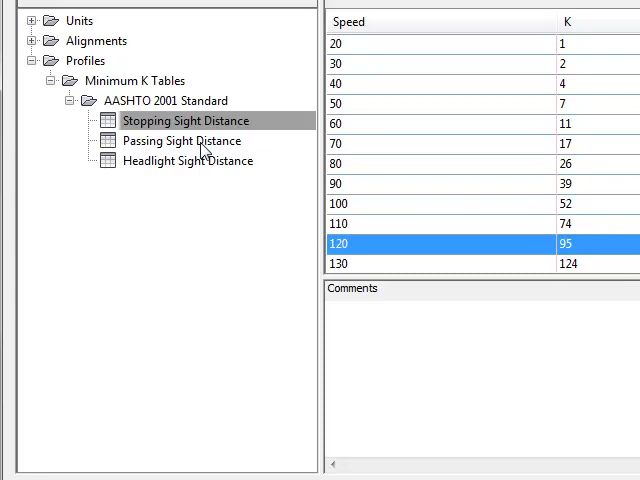 Units
Alignments
Profiles
Minimum K Tables
AASHTO 2001 Standard
Stopping Sight Distance
Passing Sight Distance
Headlight Sight Distance
Speed K
20 1
30 2
40 4
50 7
60 11
70 17
80 26
90 39
100 52
110 74
120 95
130 124
Comments